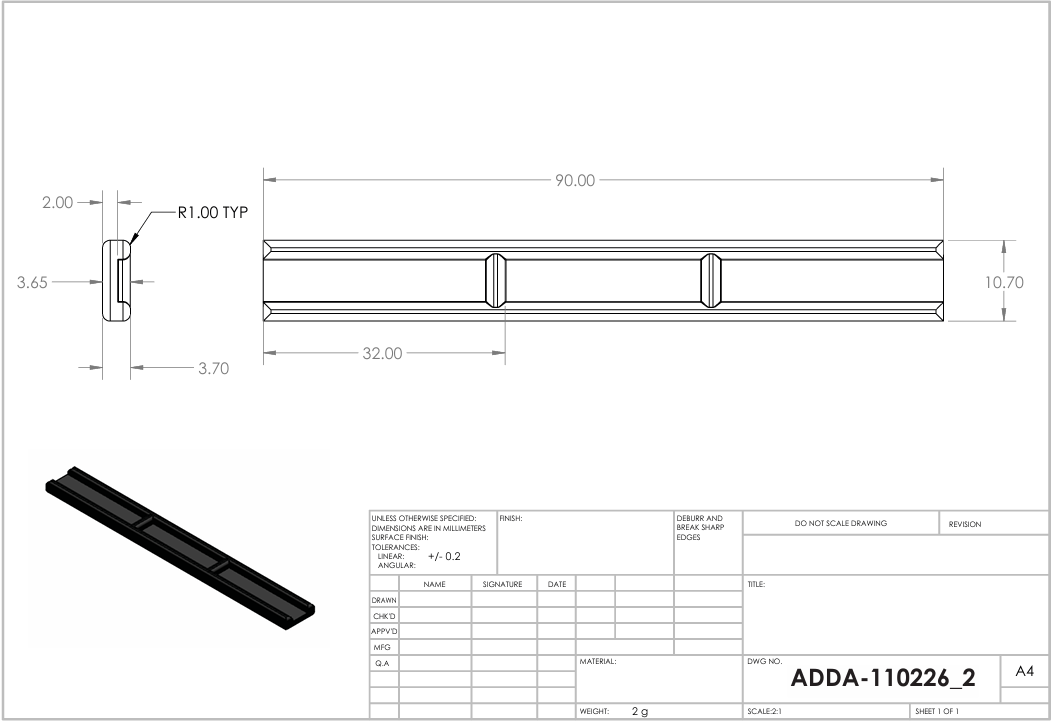 90.00
2.00
R1.00 TYP
3.65
10.70
32.00
3.70
UNLESS OTHERWISE SPECIFIED:
DIMENSIONS ARE IN MILLIMETERS
SURFACE FINISH:
TOLERANCES:
LINEAR: +/- 0.2
ANGULAR:
FINISH:
DEBURR AND
BREAK SHARP
EDGES
DO NOT SCALE DRAWING
REVISION
NAME SIGNATURE DATE
DRAWN
CHK'D
APPV'D
MFG
Q.A
TITLE:
MATERIAL:
DWG NO.
ADDA-110226_2
A4
WEIGHT: 2 g
SCALE:2:1
SHEET 1 OF 1